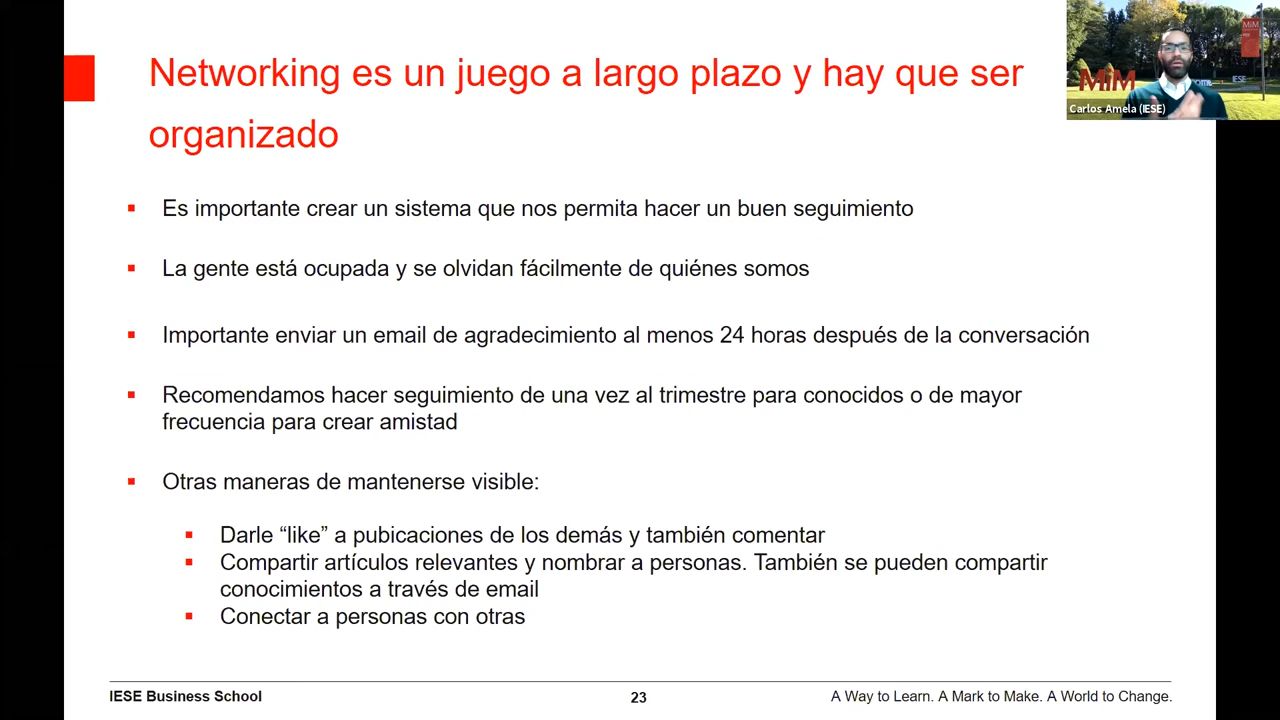 Networking es un juego a largo plazo y hay que ser
organizado
MiM
MiM
IESE
Carlos Amela (IESE)
Es importante crear un sistema que nos permita hacer un buen seguimiento
La gente está ocupada y se olvidan fácilmente de quiénes somos
Importante enviar un email de agradecimiento al menos 24 horas después de la conversación
Recomendamos hacer seguimiento de una vez al trimestre para conocidos o de mayor
frecuencia para crear amistad
Otras maneras de mantenerse visible:
Darle “like” a pubicaciones de los demás y también comentar
Compartir artículos relevantes y nombrar a personas. También se pueden compartir
conocimientos a través de email
Conectar a personas con otras
IESE Business School
23
A Way to Learn. A Mark to Make. A World to Change.